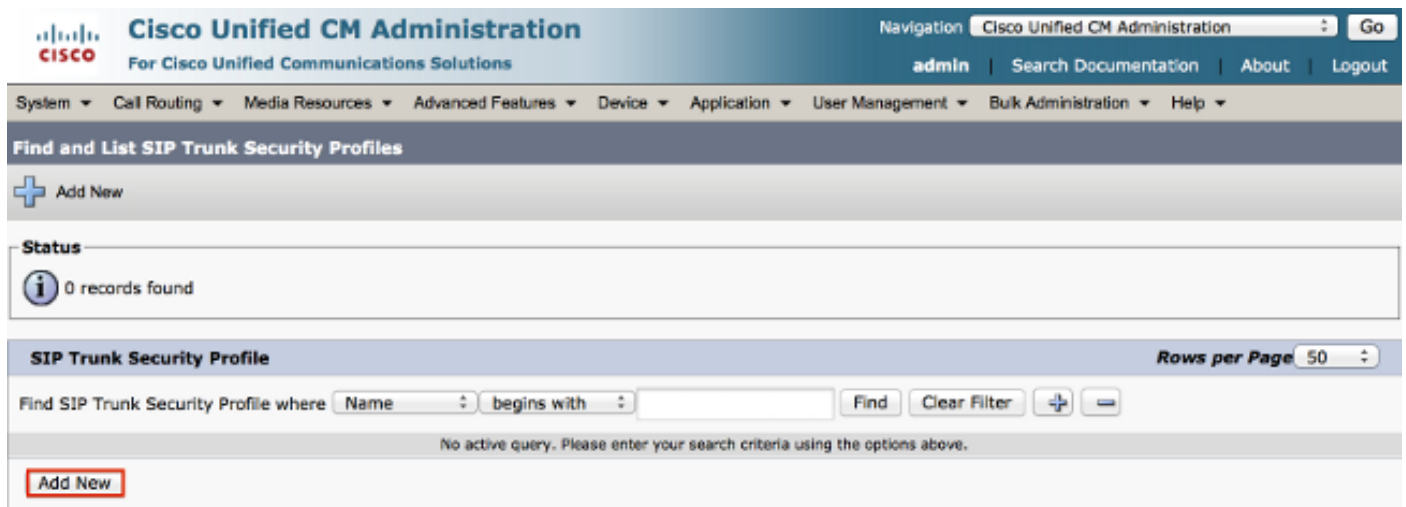 Cisco Unified CM Administration
For Cisco Unified Communications Solutions
CISCO
Navigation Cisco Unified CM Administration Go
admin | Search Documentation | About | Logout
System Call Routing Media Resources Advanced Features Device Application User Management Bulk Administration Help
Find and List SIP Trunk Security Profiles
Add New
Status
i 0 records found
SIP Trunk Security Profile Rows per Page 50
Find SIP Trunk Security Profile where Name begins with Find Clear Filter
No active query. Please enter your search criteria using the options above.
Add New